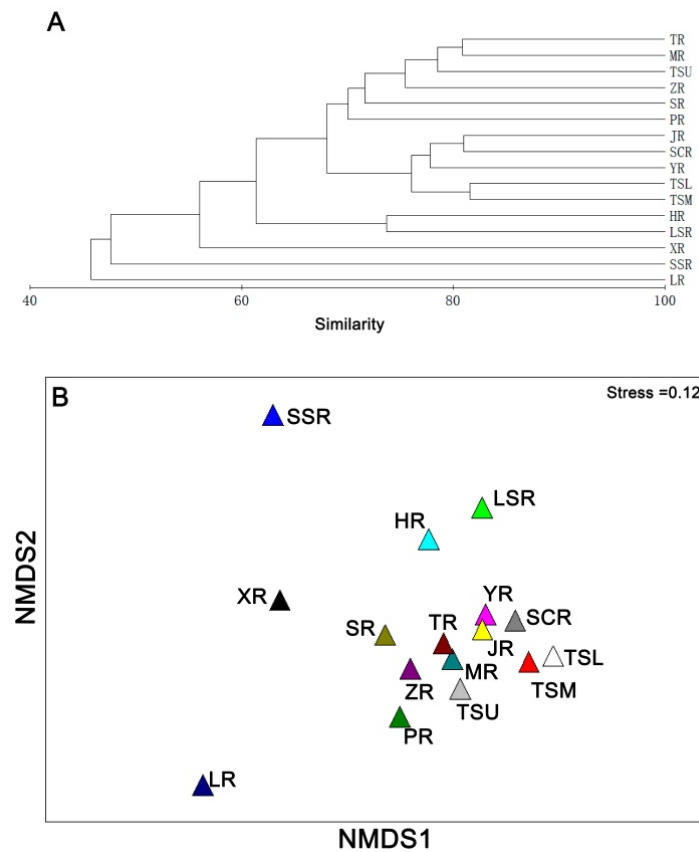 A
TR
MR
TSU
ZR
SR
PR
JR
SCR
YR
TSL
TSM
HR
LSR
XR
SSR
LR
40 60 80 100
Similarity
B
Stress =0.12
SSR
LSR
HR
XR
YR
SCR
SR
TR
JR
TSL
MR
ZR
TSM
TSU
PR
LR
NMDS2
NMDS1